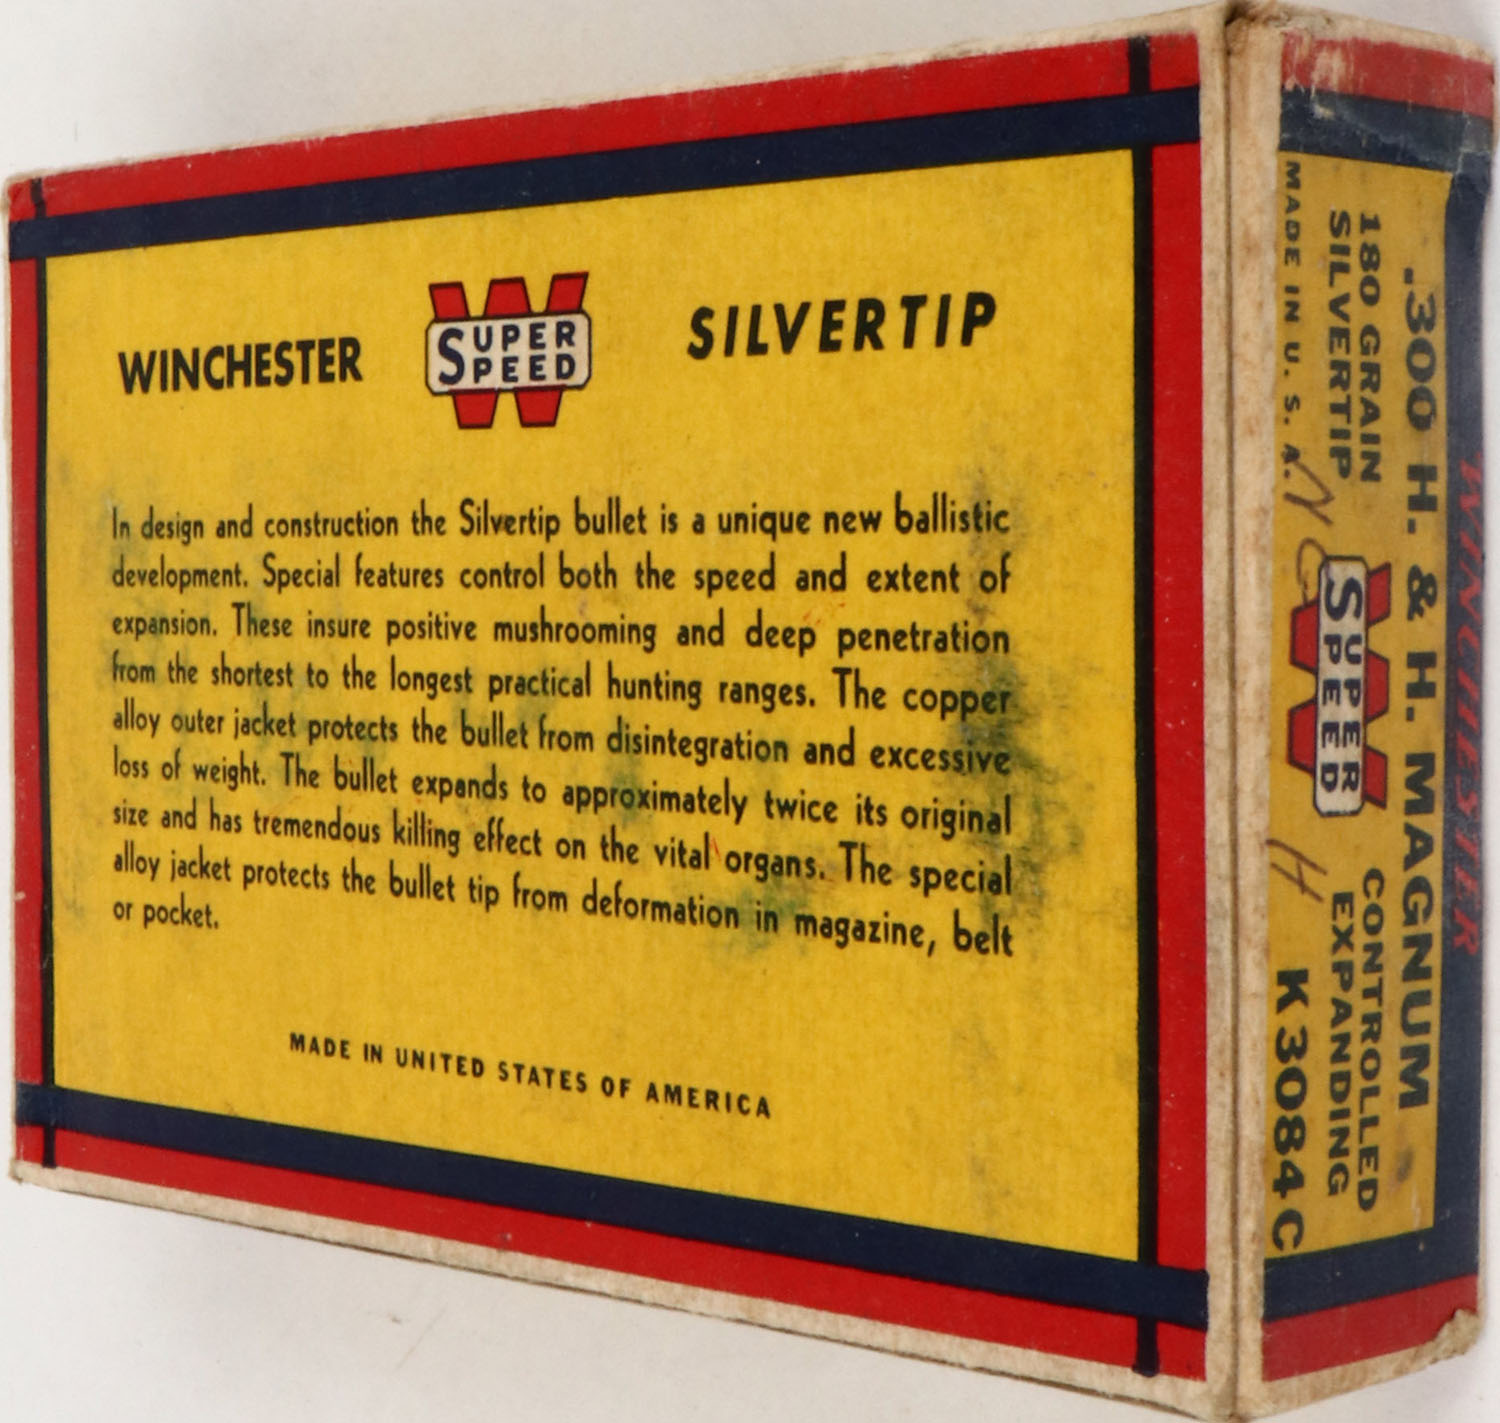 WINCHESTER SUPER SPEED SILVERTIP
In design and construction the Silvertip bullet is a unique new ballistic
development. Special features control both the speed and extent of
expansion. These insure positive mushrooming and deep penetration
from the shortest to the longest practical hunting ranges. The copper
alloy outer jacket protects the bullet from disintegration and excessive
loss of weight. The bullet expands to approximately twice its original
size and has tremendous killing effect on the vital organs. The special
alloy jacket protects the bullet tip from deformation in magazine, belt
or pocket.
MADE IN UNITED STATES OF AMERICA
WINCHESTER
.300 H. & H. MAGNUM
180 GRAIN
SILVERTIP
MADE IN U. S. A.
SUPER
SPEED
CONTROLLED
EXPANDING
K3084C